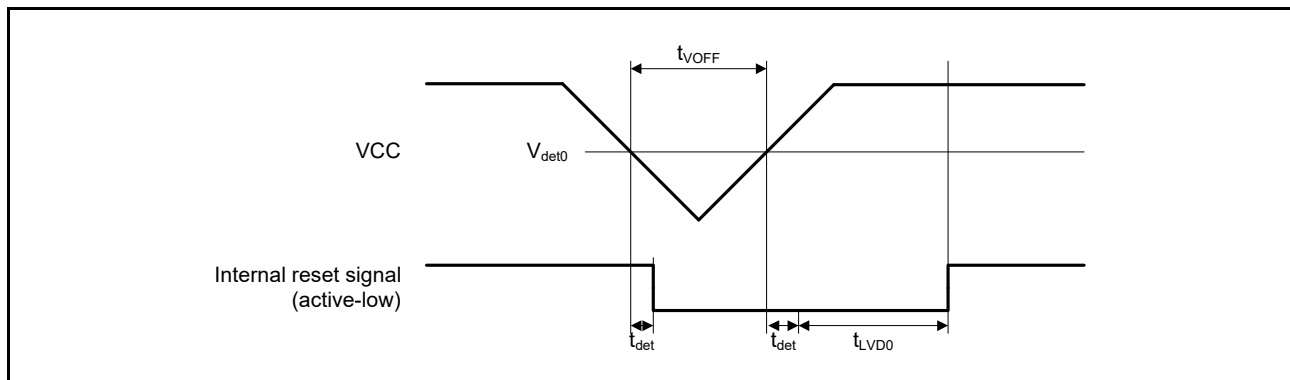 tVOFF
VCC
Vdet0
Internal reset signal
(active-low)
tdet
tdet
tLVD0